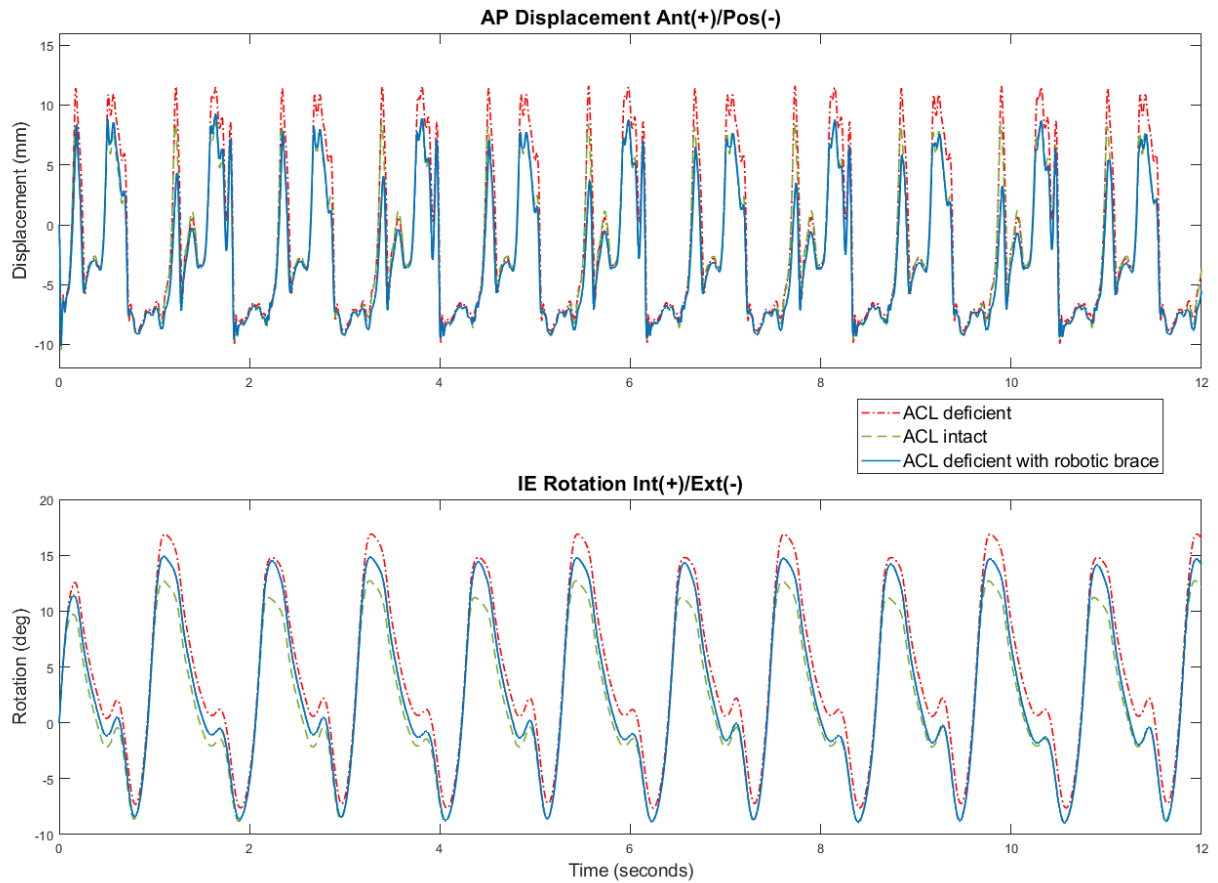 AP Displacement Ant(+)/Pos(-)
15
10
5
0
-5
-10
Displacement (mm)
0 2 4 6 8 10 12
ACL deficient
ACL intact
ACL deficient with robotic brace
IE Rotation Int(+)/Ext(-)
20
15
10
5
0
-5
-10
Rotation (deg)
0 2 4 6 8 10 12
Time (seconds)